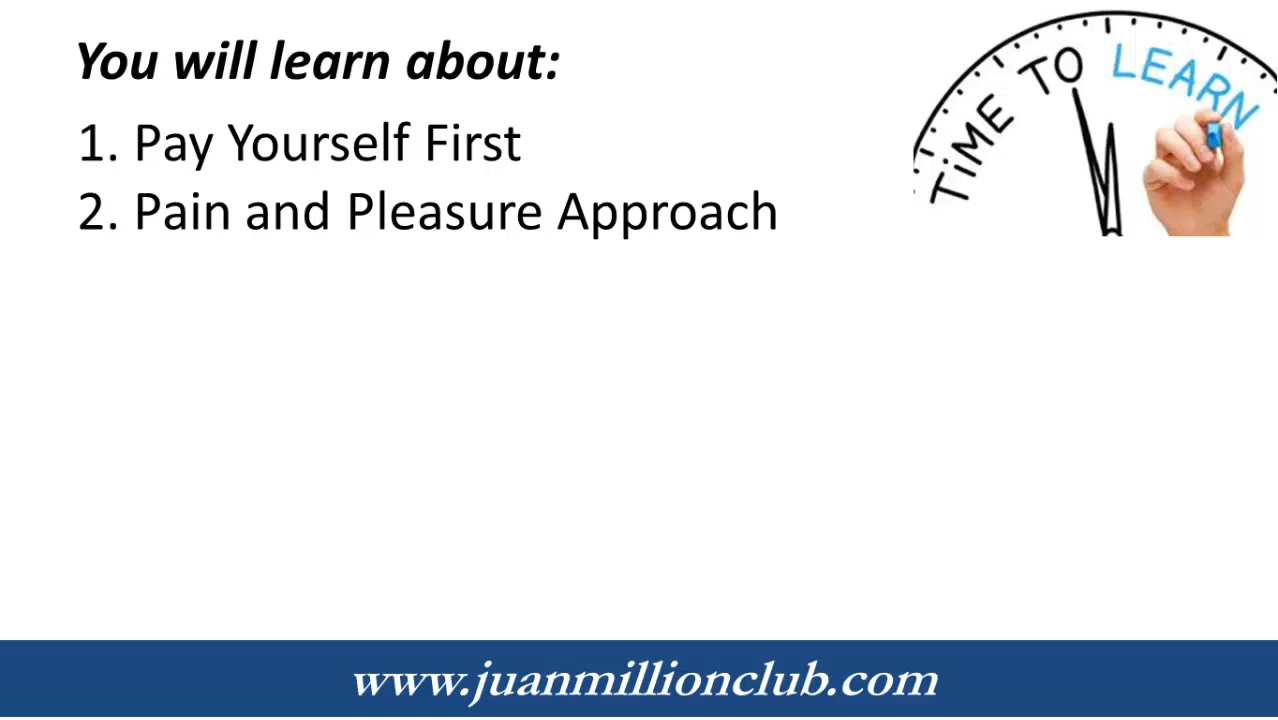 You will learn about:
TiME TO LEARN
1. Pay Yourself First
2. Pain and Pleasure Approach
www.juanmillionclub.com